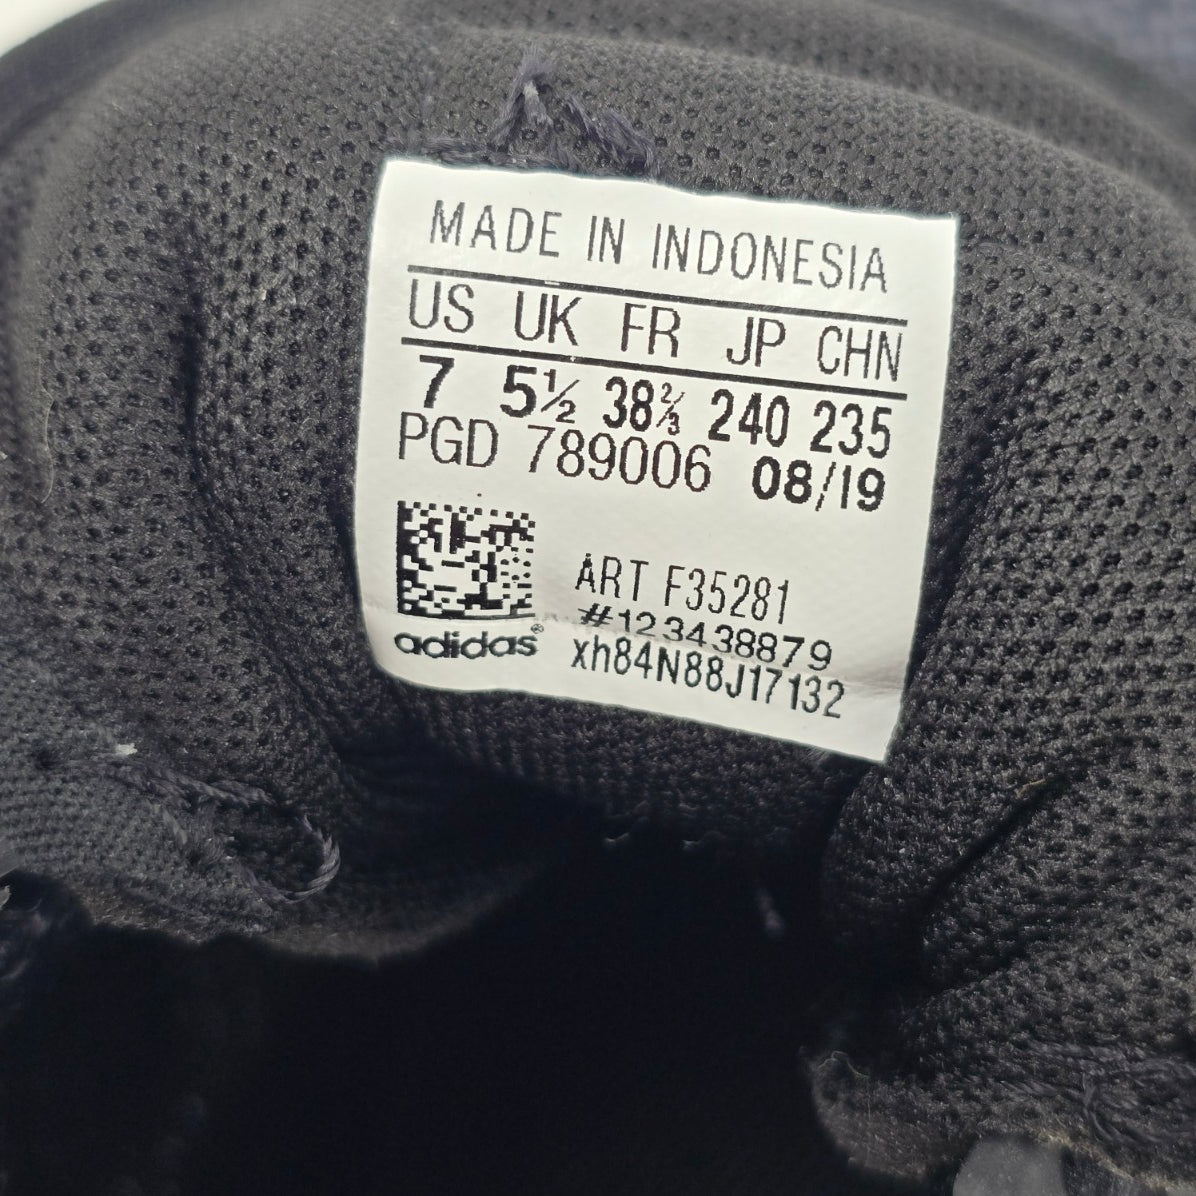 MADE IN INDONESIA
US UK FR JP CHN
7 5½ 38⅔ 240 235
PGD 789006 08/19
ART F35281
#123438879
adidas® xh84N88J17132